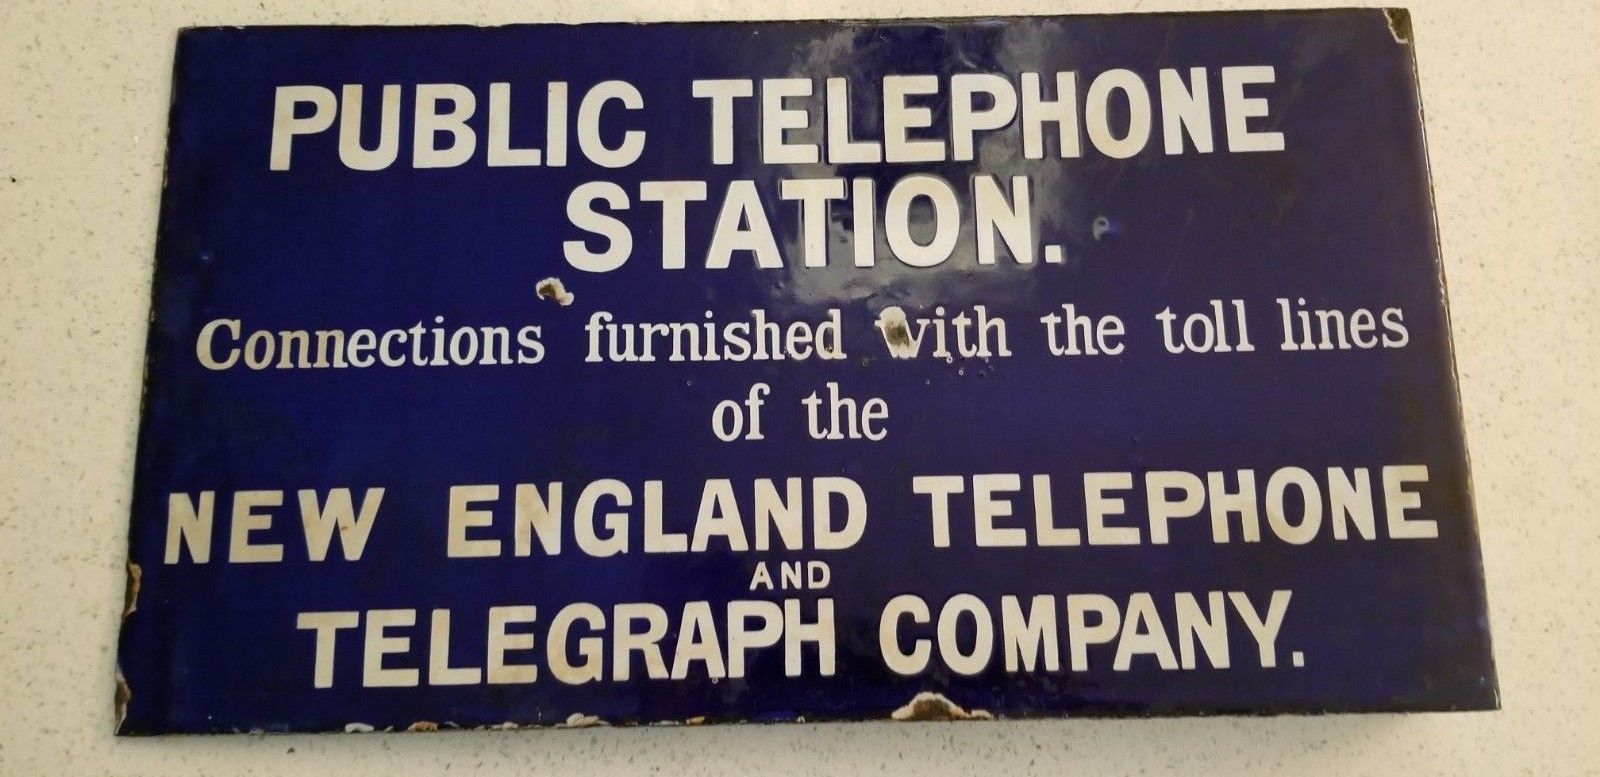 PUBLIC TELEPHONE
STATION.
Connections furnished with the toll lines
of the
NEW ENGLAND TELEPHONE
AND
TELEGRAPH COMPANY.